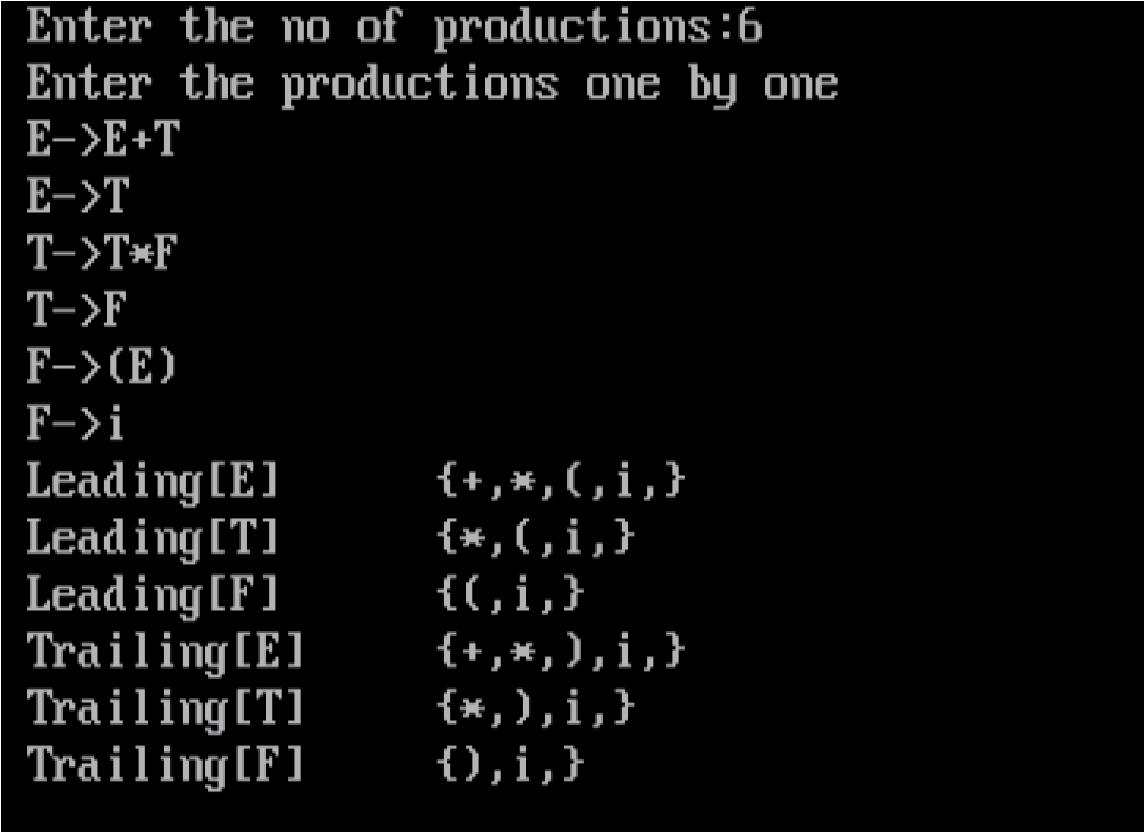 Enter the no of productions:6
Enter the productions one by one
E->E+T
E->T
T->T*F
T->F
F->(E)
F->i
Leading[E] {+,*,(,i,}
Leading[T] {*,(,i,}
Leading[F] {(,i,}
Trailing[E] {+,*,),i,}
Trailing[T] {*,),i,}
Trailing[F] {),i,}